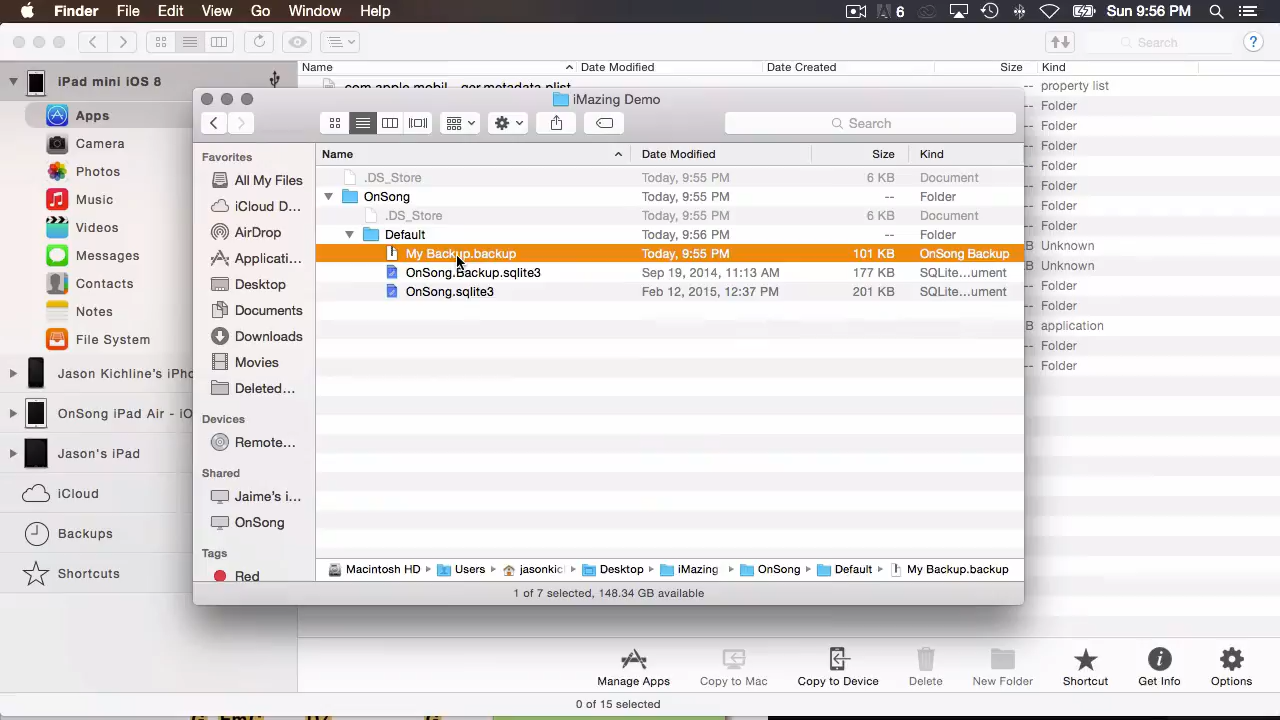 Finder File Edit View Go Window Help 6 Sun 9:56 PM
Search ?
iPad mini iOS 8
Name Date Modified Date Created Size Kind
com.apple.mobil...ger.metadata.plist property list
Apps
Camera
Photos
Music
Videos
Messages
Contacts
Notes
File System
Jason Kichline's iPho
OnSong iPad Air - iO
Jason's iPad
iCloud
Backups
Shortcuts
iMazing Demo
Search
Favorites
All My Files
iCloud D...
AirDrop
Applicati...
Desktop
Documents
Downloads
Movies
Deleted...
Devices
Remote...
Shared
Jaime's i...
OnSong
Tags
Red
Name Date Modified Size Kind
.DS_Store Today, 9:55 PM 6 KB Document
OnSong Today, 9:55 PM -- Folder
.DS_Store Today, 9:55 PM 6 KB Document
Default Today, 9:56 PM -- Folder
My Backup.backup Today, 9:55 PM 101 KB OnSong Backup
OnSong.Backup.sqlite3 Sep 19, 2014, 11:13 AM 177 KB SQLite...ument
OnSong.sqlite3 Feb 12, 2015, 12:37 PM 201 KB SQLite...ument
Macintosh HD Users jasonkic Desktop iMazing OnSong Default My Backup.backup
1 of 7 selected, 148.34 GB available
-- Folder
-- Folder
-- Folder
-- Folder
-- Folder
-- Folder
-- Folder
B Unknown
B Unknown
-- Folder
-- Folder
B application
-- Folder
-- Folder
Manage Apps Copy to Mac Copy to Device Delete New Folder Shortcut Get Info Options
0 of 15 selected